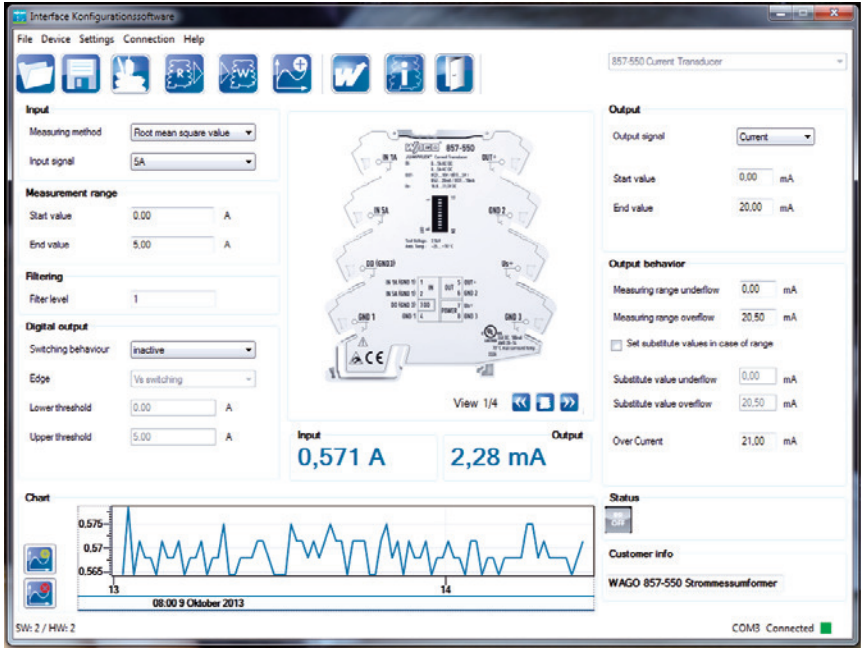 Interface Konfigurationssoftware
File Device Settings Connection Help
857-550 Current Transducer
Input
Measuring method Root mean square value
Input signal 5A
Measurement range
Start value 0.00 A
End value 5,00 A
Filtering
Filter level 1
Digital output
Switching behaviour inactive
Edge Vs switching
Lower threshold 0.00 A
Upper threshold 5.00 A
WAGO 857-550
IN 1A OUT+
IN 5A GND 2
DO (GND3) Us+
IN OUT
POWER
GND 1 GND 3
CE
View 1/4
Input Output
0,571 A 2,28 mA
Output
Output signal Current
Start value 0,00 mA
End value 20,00 mA
Output behavior
Measuring range underflow 0,00 mA
Measuring range overflow 20,50 mA
Set substitute values in case of range
Substitute value underflow 0,00 mA
Substitute value overflow 20,50 mA
Over Current 21,00 mA
Chart
0.575
0.57
0.565
13 14
08:00 9 Oktober 2013
Status
ON
OFF
Customer info
WAGO 857-550 Strommessumformer
SW: 2 / HW: 2
COM3 Connected